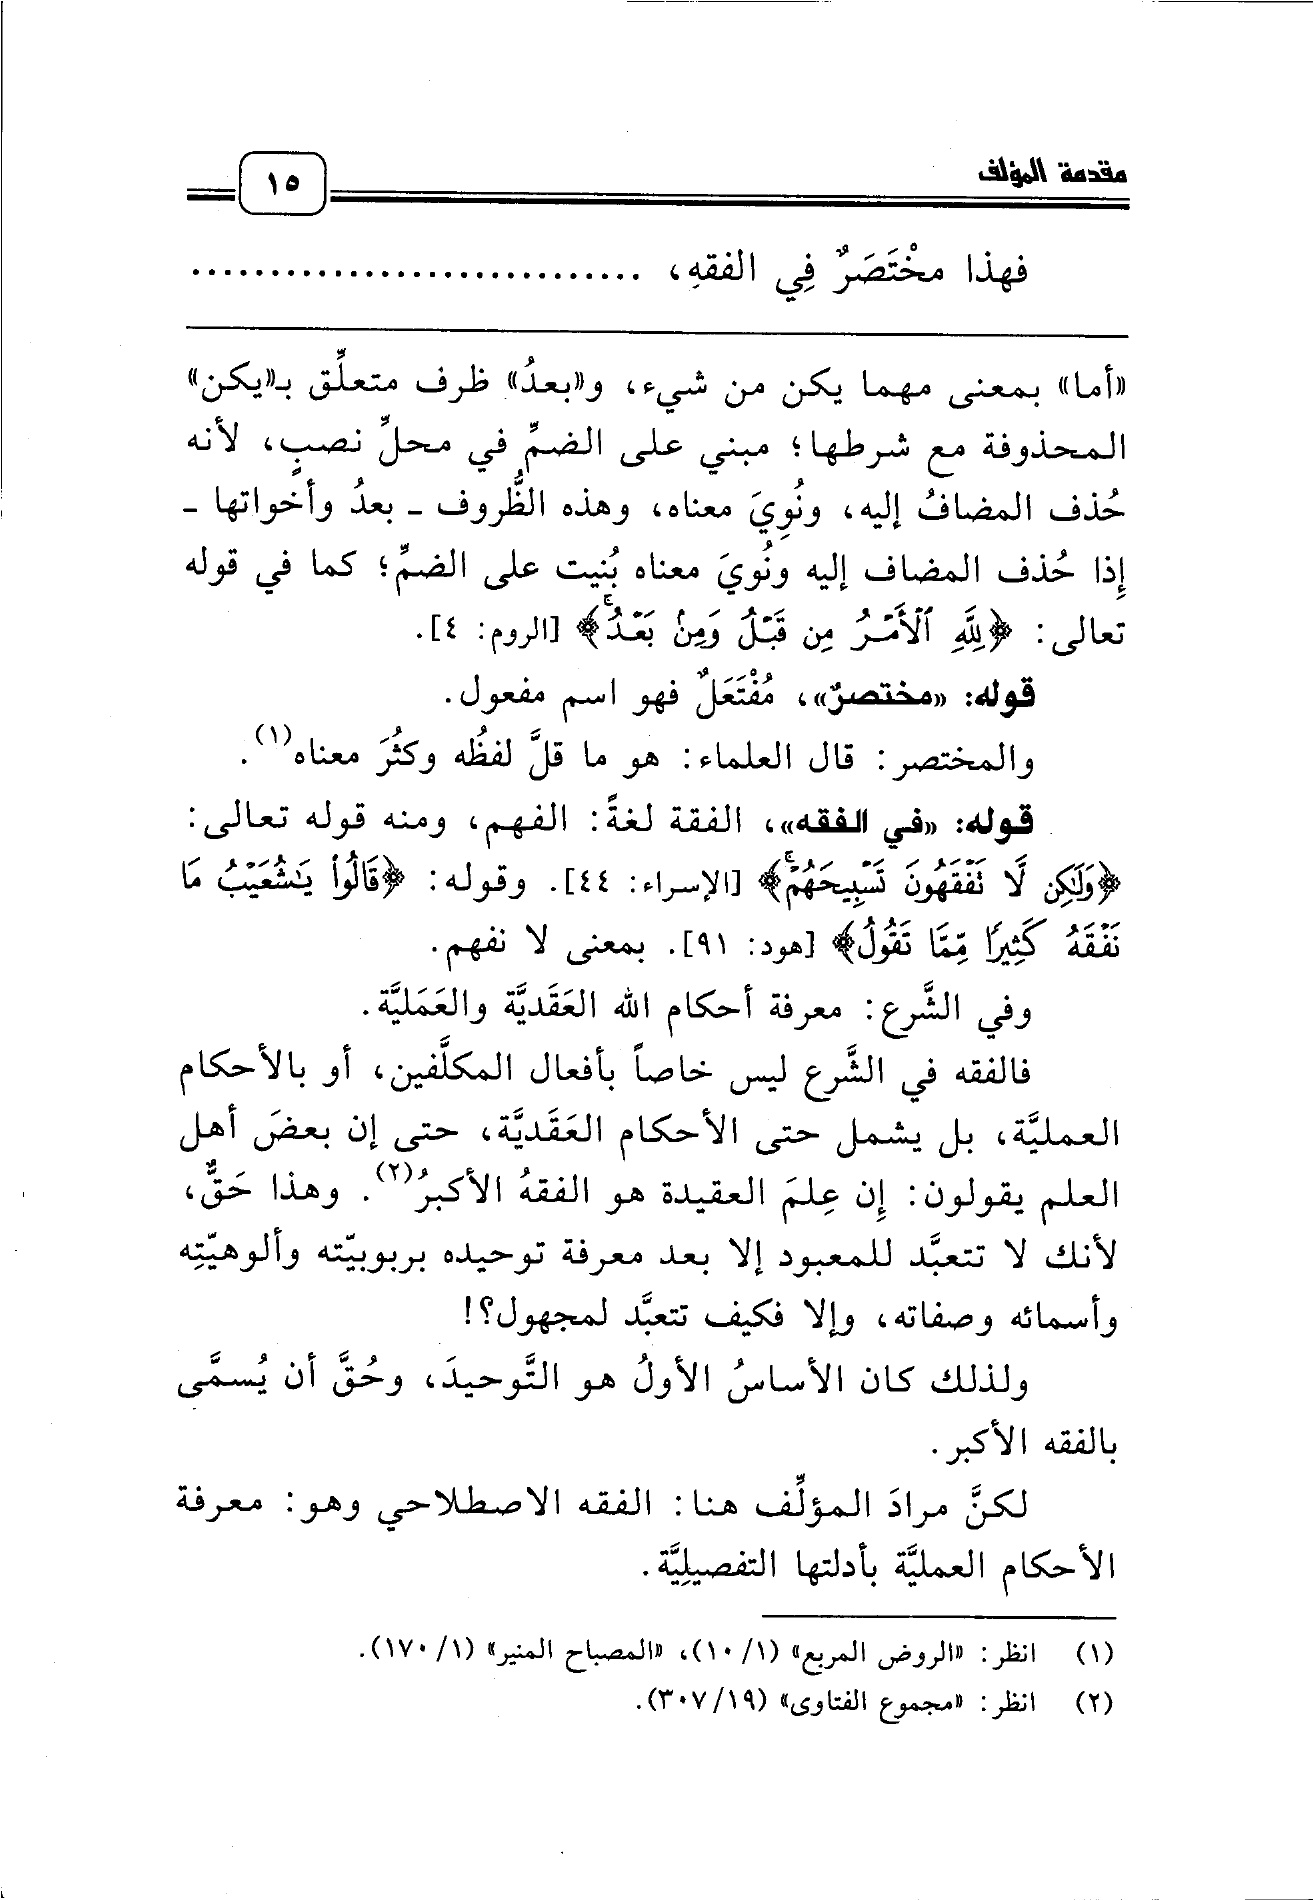 مقدمة المؤلف
١٥
فهذا مخْتَصَرٌ فِي الفقهِ، ..............................
«أما» بمعنى مهما يكن من شيء، و«بعدُ» ظرف متعلِّق بـ«يكن»
المحذوفة مع شرطها؛ مبني على الضمِّ في محلِّ نصبٍ، لأنه
حُذف المضافُ إليه، ونُوِيَ معناه، وهذه الظُّروف ـ بعدُ وأخواتها ـ
إِذا حُذف المضاف إليه ونُويَ معناه بُنيت على الضمِّ؛ كما في قوله
تعالى: ﴿لِلَّهِ ٱلْأَمْرُ مِن قَبْلُ وَمِنۢ بَعْدُۚ﴾ [الروم: ٤].
قوله: «مختصرٌ»، مُفْتَعَلٌ فهو اسم مفعول.
والمختصر: قال العلماء: هو ما قلَّ لفظُه وكثُرَ معناه(١).
قوله: «في الفقه»، الفقة لغةً: الفهم، ومنه قوله تعالى:
﴿وَلَٰكِن لَّا تَفْقَهُونَ تَسْبِيحَهُمْۚ﴾ [الإسراء: ٤٤]. وقوله: ﴿قَالُوا۟ يَٰشُعَيْبُ مَا
نَفْقَهُ كَثِيرًا مِّمَّا تَقُولُ﴾ [هود: ٩١]. بمعنى لا نفهم.
وفي الشَّرع: معرفة أحكام الله العَقَديَّة والعَمَليَّة.
فالفقه في الشَّرع ليس خاصاً بأفعال المكلَّفين، أو بالأحكام
العمليَّة، بل يشمل حتى الأحكام العَقَديَّة، حتى إن بعضَ أهل
العلم يقولون: إِن عِلمَ العقيدة هو الفقهُ الأكبرُ(٢). وهذا حَقٌّ،
لأنك لا تتعبَّد للمعبود إلا بعد معرفة توحيده بربوبيّته وألوهيّتِه
وأسمائه وصفاته، وإلا فكيف تتعبَّد لمجهول؟!
ولذلك كان الأساسُ الأولُ هو التَّوحيدَ، وحُقَّ أن يُسمَّى
بالفقه الأكبر.
لكنَّ مرادَ المؤلِّف هنا: الفقه الاصطلاحي وهو: معرفة
الأحكام العمليَّة بأدلتها التفصيلِيَّة.
(١) انظر: «الروض المربع» (١٠/١)، «المصباح المنير» (١٧٠/١).
(٢) انظر: «مجموع الفتاوى» (٣٠٧/١٩).